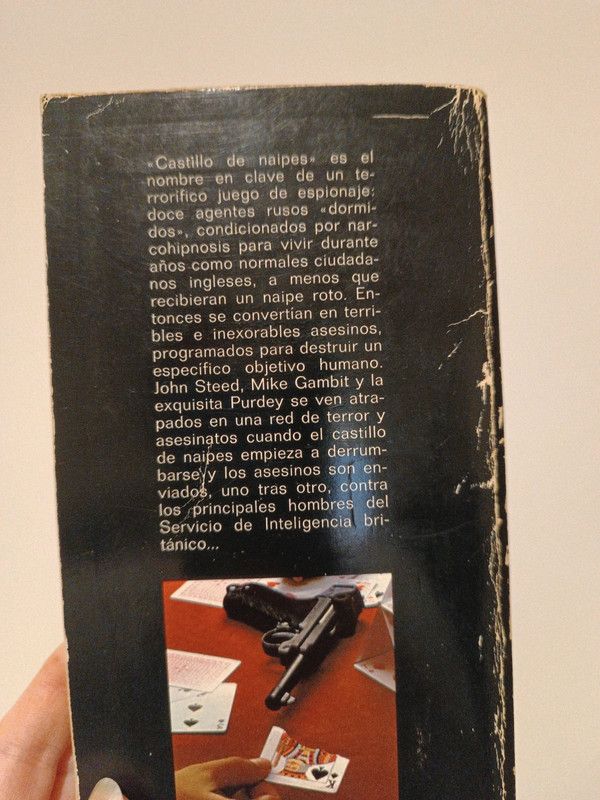 «Castillo de naipes» es el
nombre en clave de un te-
rrorífico juego de espionaje:
doce agentes rusos «dormi-
dos», condicionados por nar-
cohipnosis para vivir durante
años como normales ciudada-
nos ingleses, a menos que
recibieran un naipe roto. En-
tonces se convertían en terri-
bles e inexorables asesinos,
programados para destruir un
específico objetivo humano.
John Steed, Mike Gambit y la
exquisita Purdey se ven atra-
pados en una red de terror y
asesinatos cuando el castillo
de naipes empieza a derrum-
barse y los asesinos son en-
viados, uno tras otro, contra
los principales hombres del
Servicio de Inteligencia bri-
tánico...
K